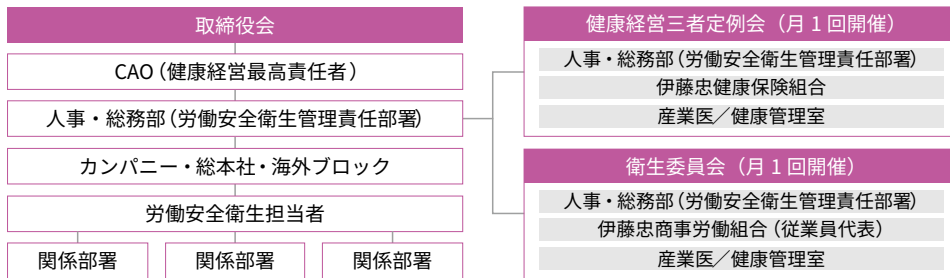 取締役会
CAO（健康経営最高責任者）
人事・総務部（労働安全衛生管理責任部署）
カンパニー・総本社・海外ブロック
労働安全衛生担当者
関係部署
関係部署
関係部署
健康経営三者定例会（月1回開催）
人事・総務部（労働安全衛生管理責任部署）
伊藤忠健康保険組合
産業医／健康管理室
衛生委員会（月1回開催）
人事・総務部（労働安全衛生管理責任部署）
伊藤忠商事労働組合（従業員代表）
産業医／健康管理室